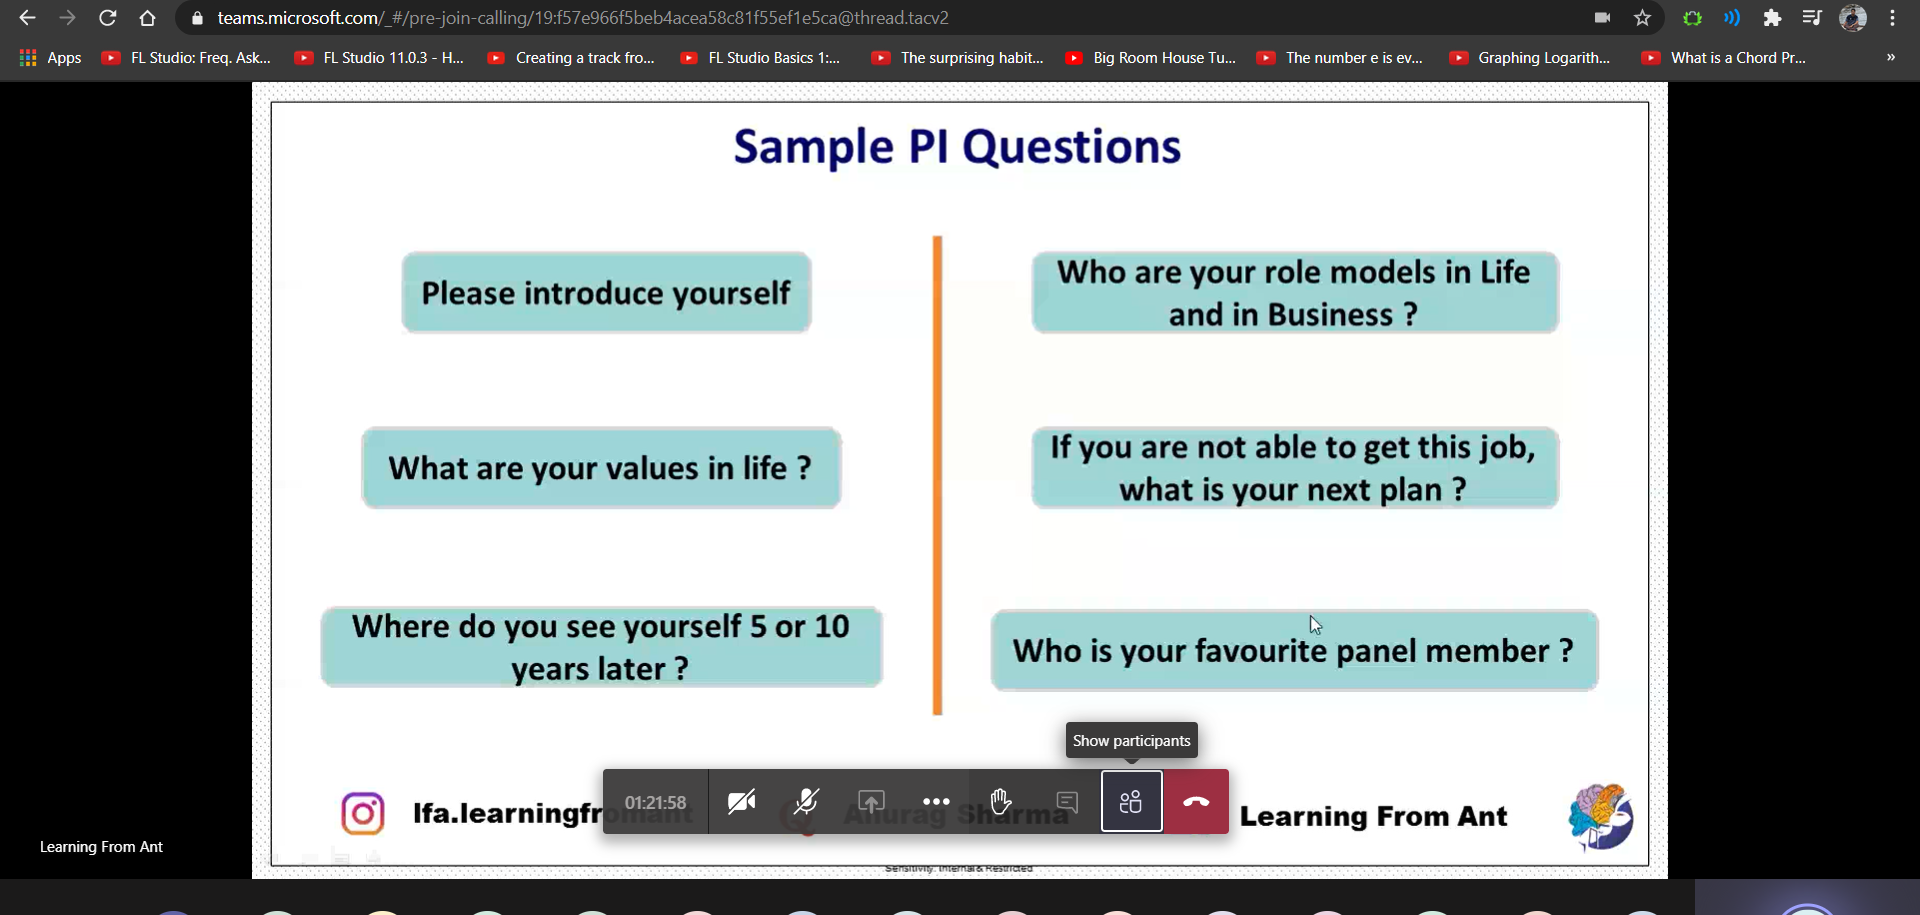 teams.microsoft.com/_#/pre-join-calling/19:f57e966f5beb4acea58c81f55ef1e5ca@thread.tacv2
Apps
FL Studio: Freq. Ask...
FL Studio 11.0.3 - H...
Creating a track fro...
FL Studio Basics 1:...
The surprising habit...
Big Room House Tu...
The number e is ev...
Graphing Logarith...
What is a Chord Pr...
»
Sample PI Questions
Please introduce yourself
What are your values in life ?
Where do you see yourself 5 or 10
years later ?
Who are your role models in Life
and in Business ?
If you are not able to get this job,
what is your next plan ?
Who is your favourite panel member ?
Show participants
01:21:58
lfa.learningfromant
Anurag Sharma
Learning From Ant
Learning From Ant
Sensitivity: Internal & Restricted